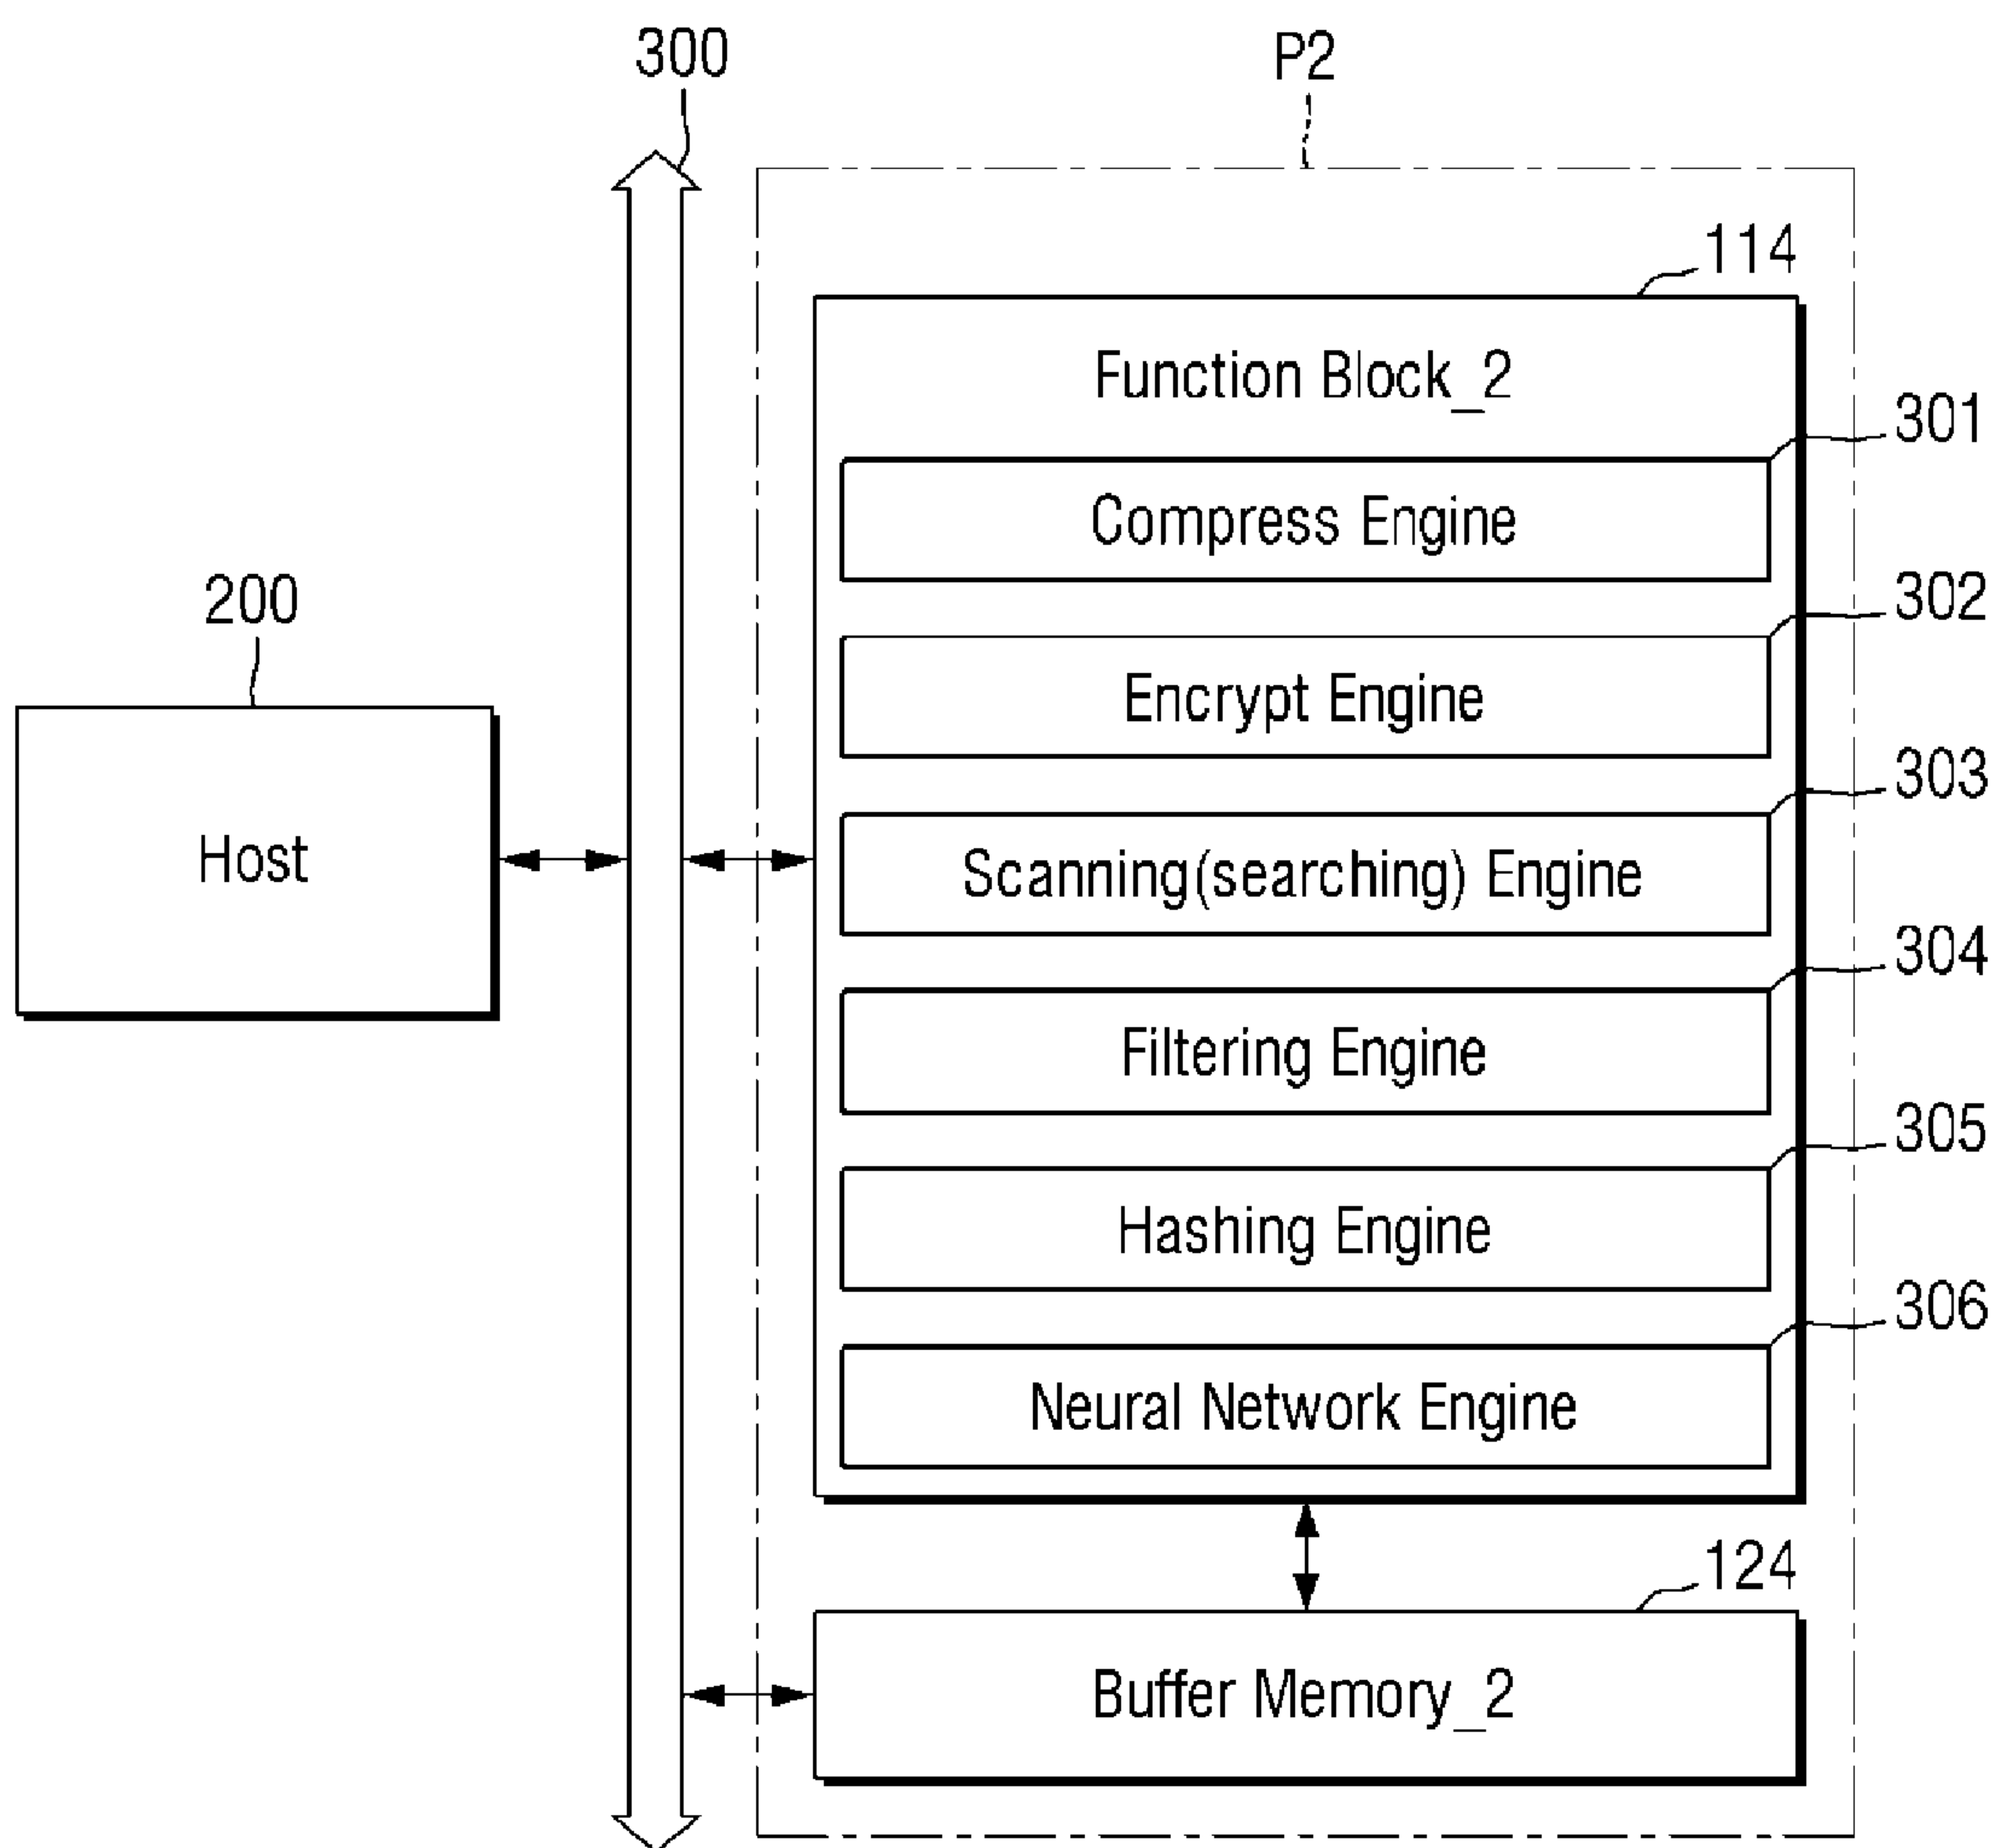 300
P2
114
Function Block_2
301
Compress Engine
200
302
Encrypt Engine
303
Host
Scanning(searching) Engine
304
Filtering Engine
305
Hashing Engine
306
Neural Network Engine
124
Buffer Memory_2